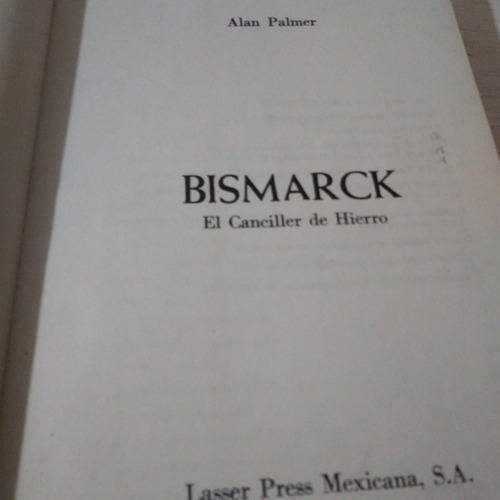 Alan Palmer
BISMARCK
El Canciller de Hierro
Lasser Press Mexicana, S.A.